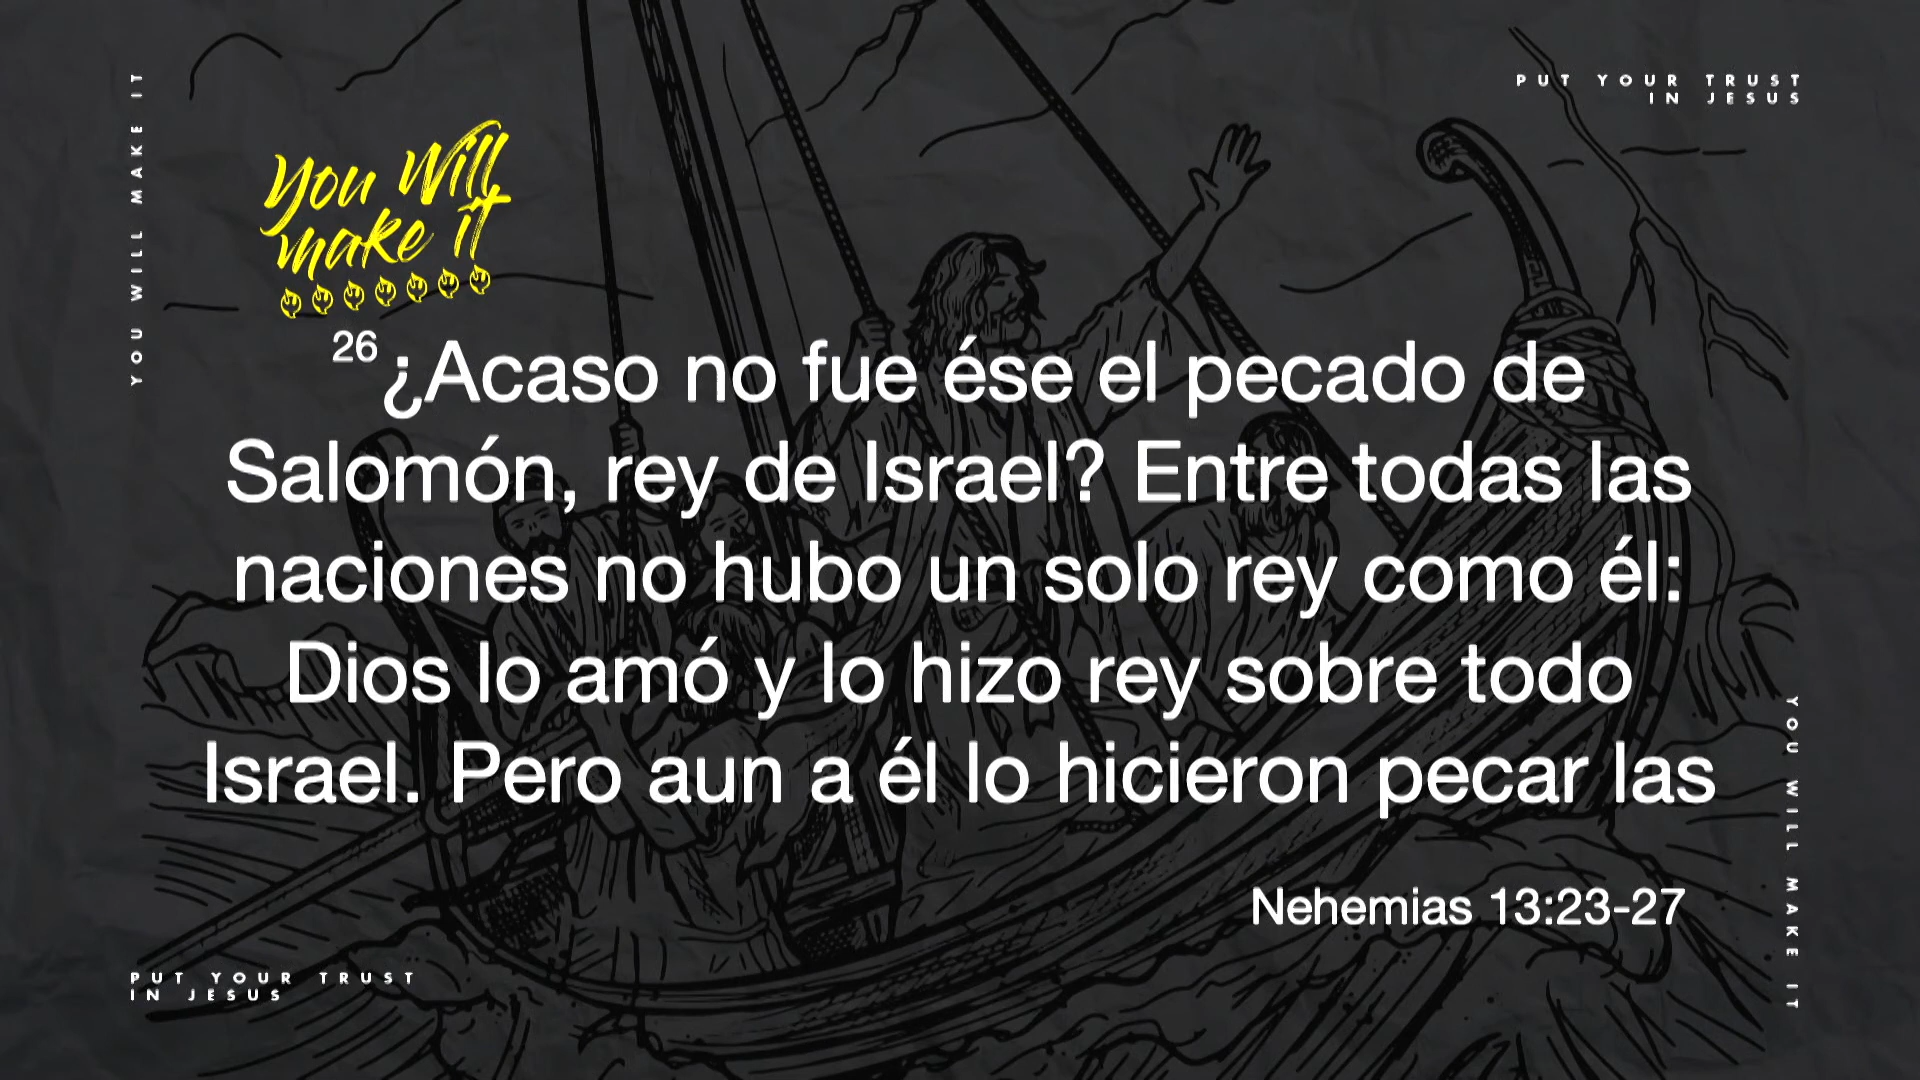 YOU WILL MAKE IT
PUT YOUR TRUST
IN JESUS
You Will
make it
26 ¿Acaso no fue ése el pecado de
Salomón, rey de Israel? Entre todas las
naciones no hubo un solo rey como él:
Dios lo amó y lo hizo rey sobre todo
Israel. Pero aun a él lo hicieron pecar las
Nehemias 13:23-27
YOU WILL MAKE IT
PUT YOUR TRUST
IN JESUS